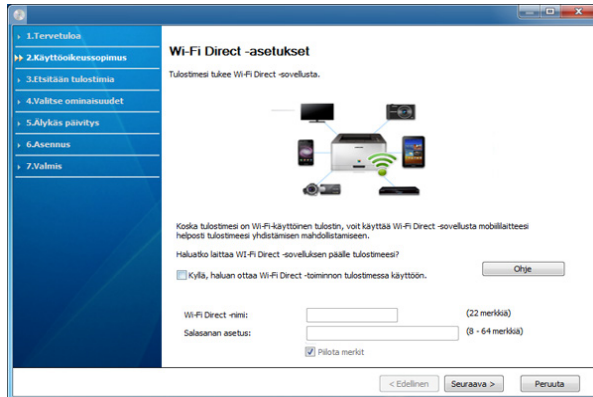 1.Tervetuloa
2.Käyttöoikeussopimus
3.Etsitään tulostimia
4.Valitse ominaisuudet
5.Älykäs päivitys
6.Asennus
7.Valmis
Wi-Fi Direct -asetukset
Tulostimesi tukee Wi-Fi Direct -sovellusta.
Koska tulostimesi on Wi-Fi-käyttöinen tulostin, voit käyttää Wi-Fi Direct -sovellusta mobiililaitteesi
helposti tulostimeesi yhdistämisen mahdollistamiseen.
Haluatko laittaa WI-Fi Direct -sovelluksen päälle tulostimeesi?
Kyllä, haluan ottaa Wi-Fi Direct -toiminnon tulostimessa käyttöön.
Ohje
Wi-Fi Direct -nimi: (22 merkkiä)
Salasanan asetus: (8 - 64 merkkiä)
Piilota merkit
< Edellinen Seuraava > Peruuta